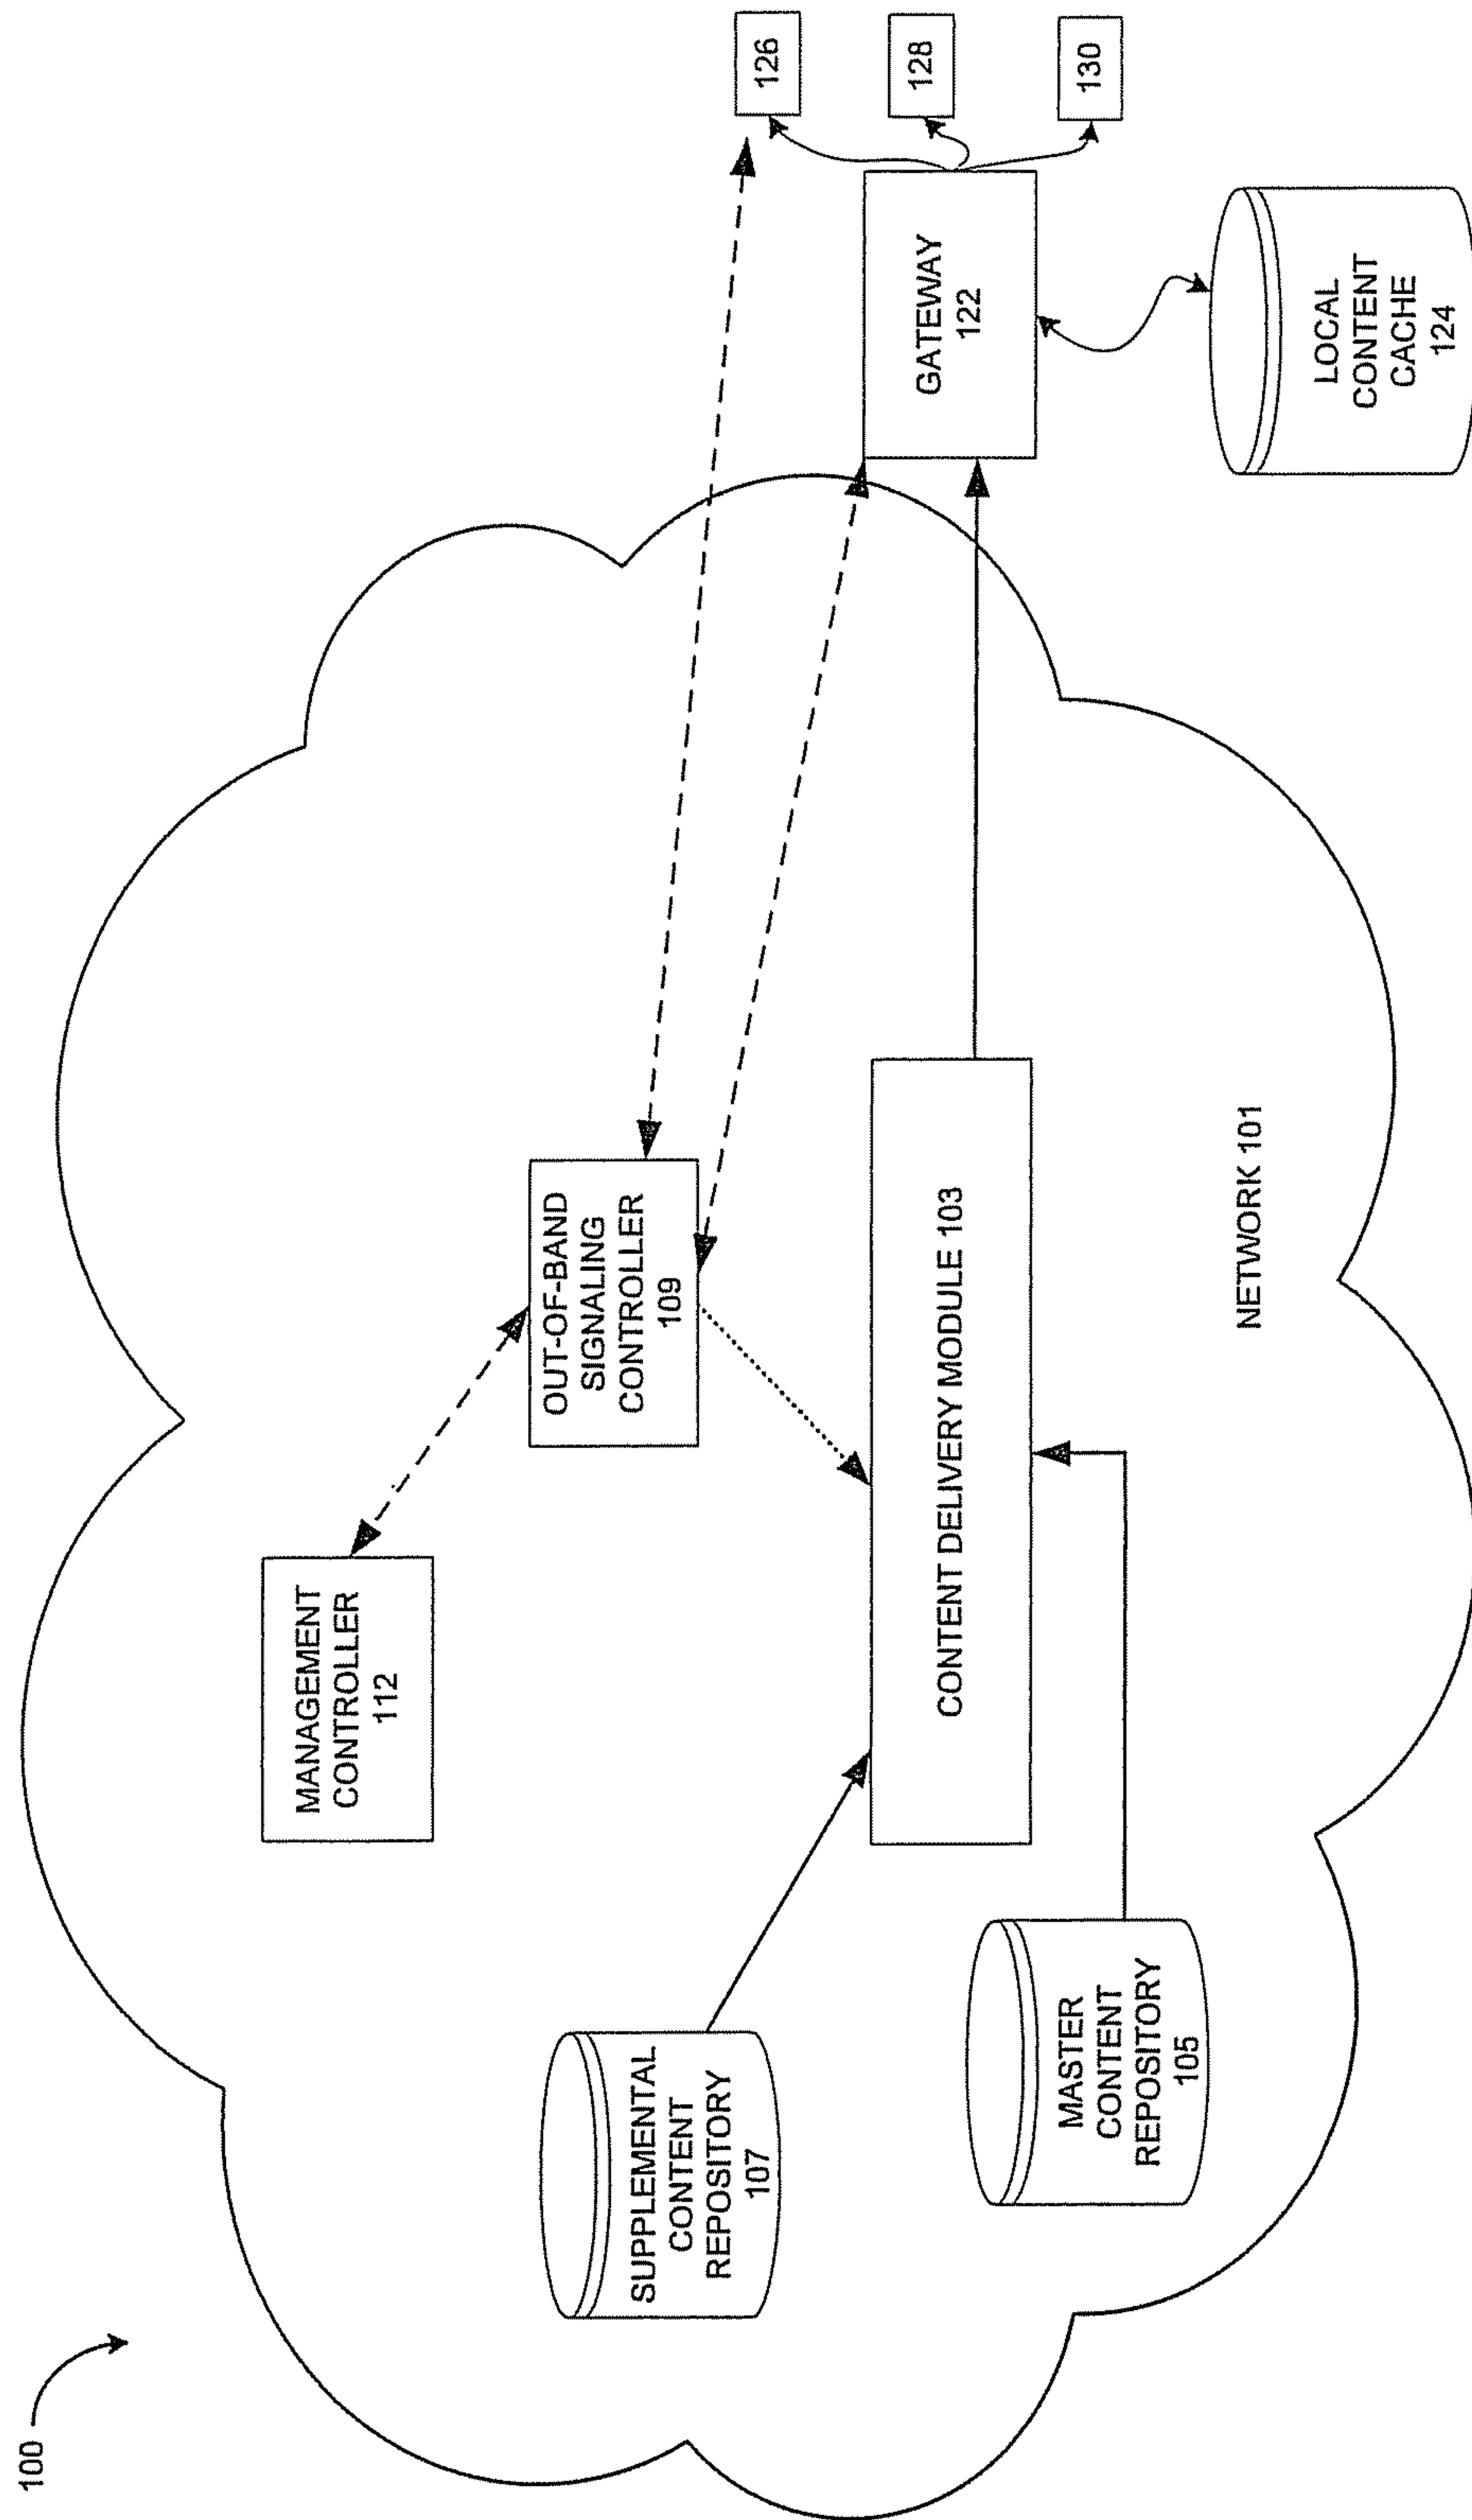 100
MANAGEMENT
CONTROLLER
112
OUT-OF-BAND
SIGNALING
CONTROLLER
109
126
128
130
SUPPLEMENTAL
CONTENT
REPOSITORY
107
CONTENT DELIVERY MODULE 103
GATEWAY
122
MASTER
CONTENT
REPOSITORY
105
NETWORK 101
LOCAL
CONTENT
CACHE
124